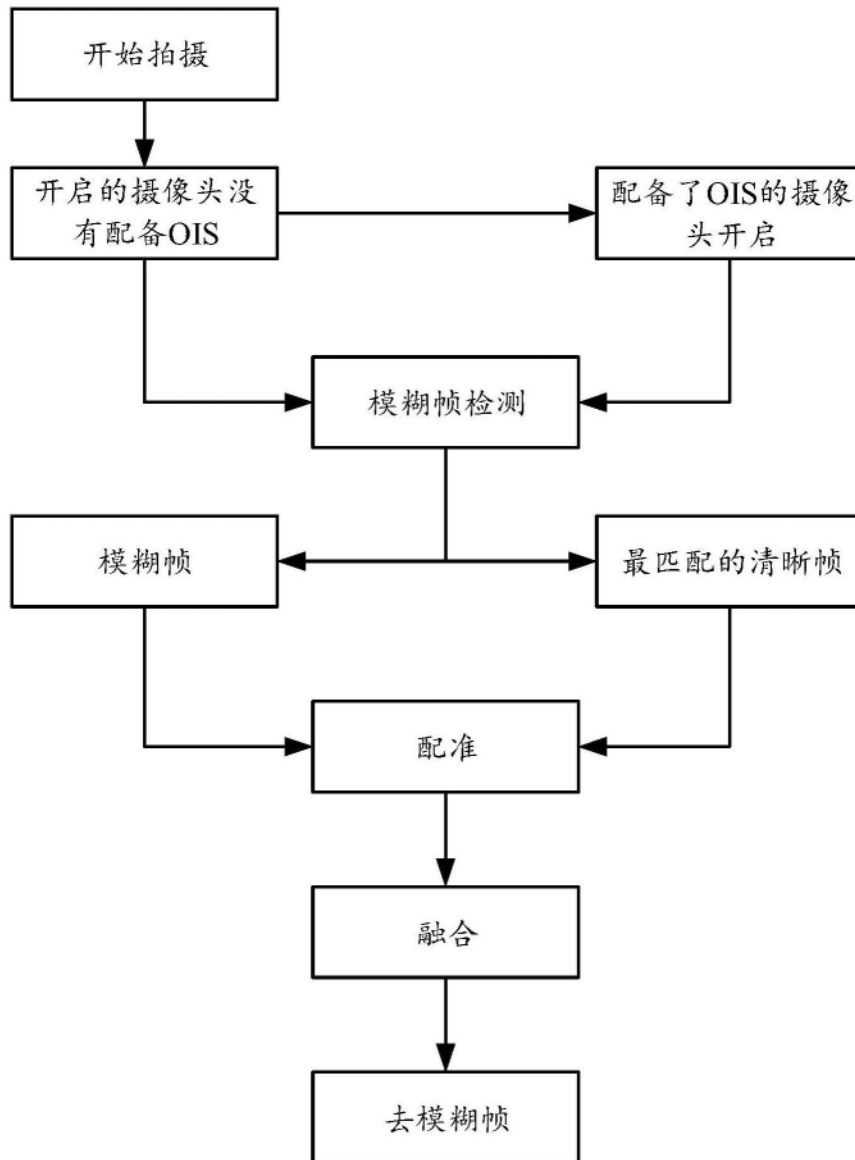 开始拍摄
开启的摄像头没
有配备OIS
配备了OIS的摄像
头开启
模糊帧检测
模糊帧
最匹配的清晰帧
配准
融合
去模糊帧